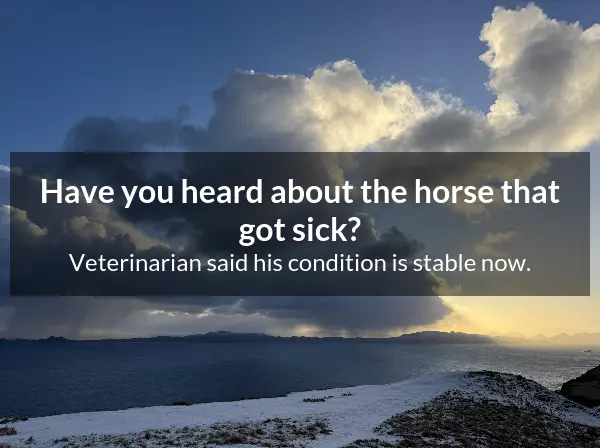 Have you heard about the horse that
got sick?
Veterinarian said his condition is stable now.